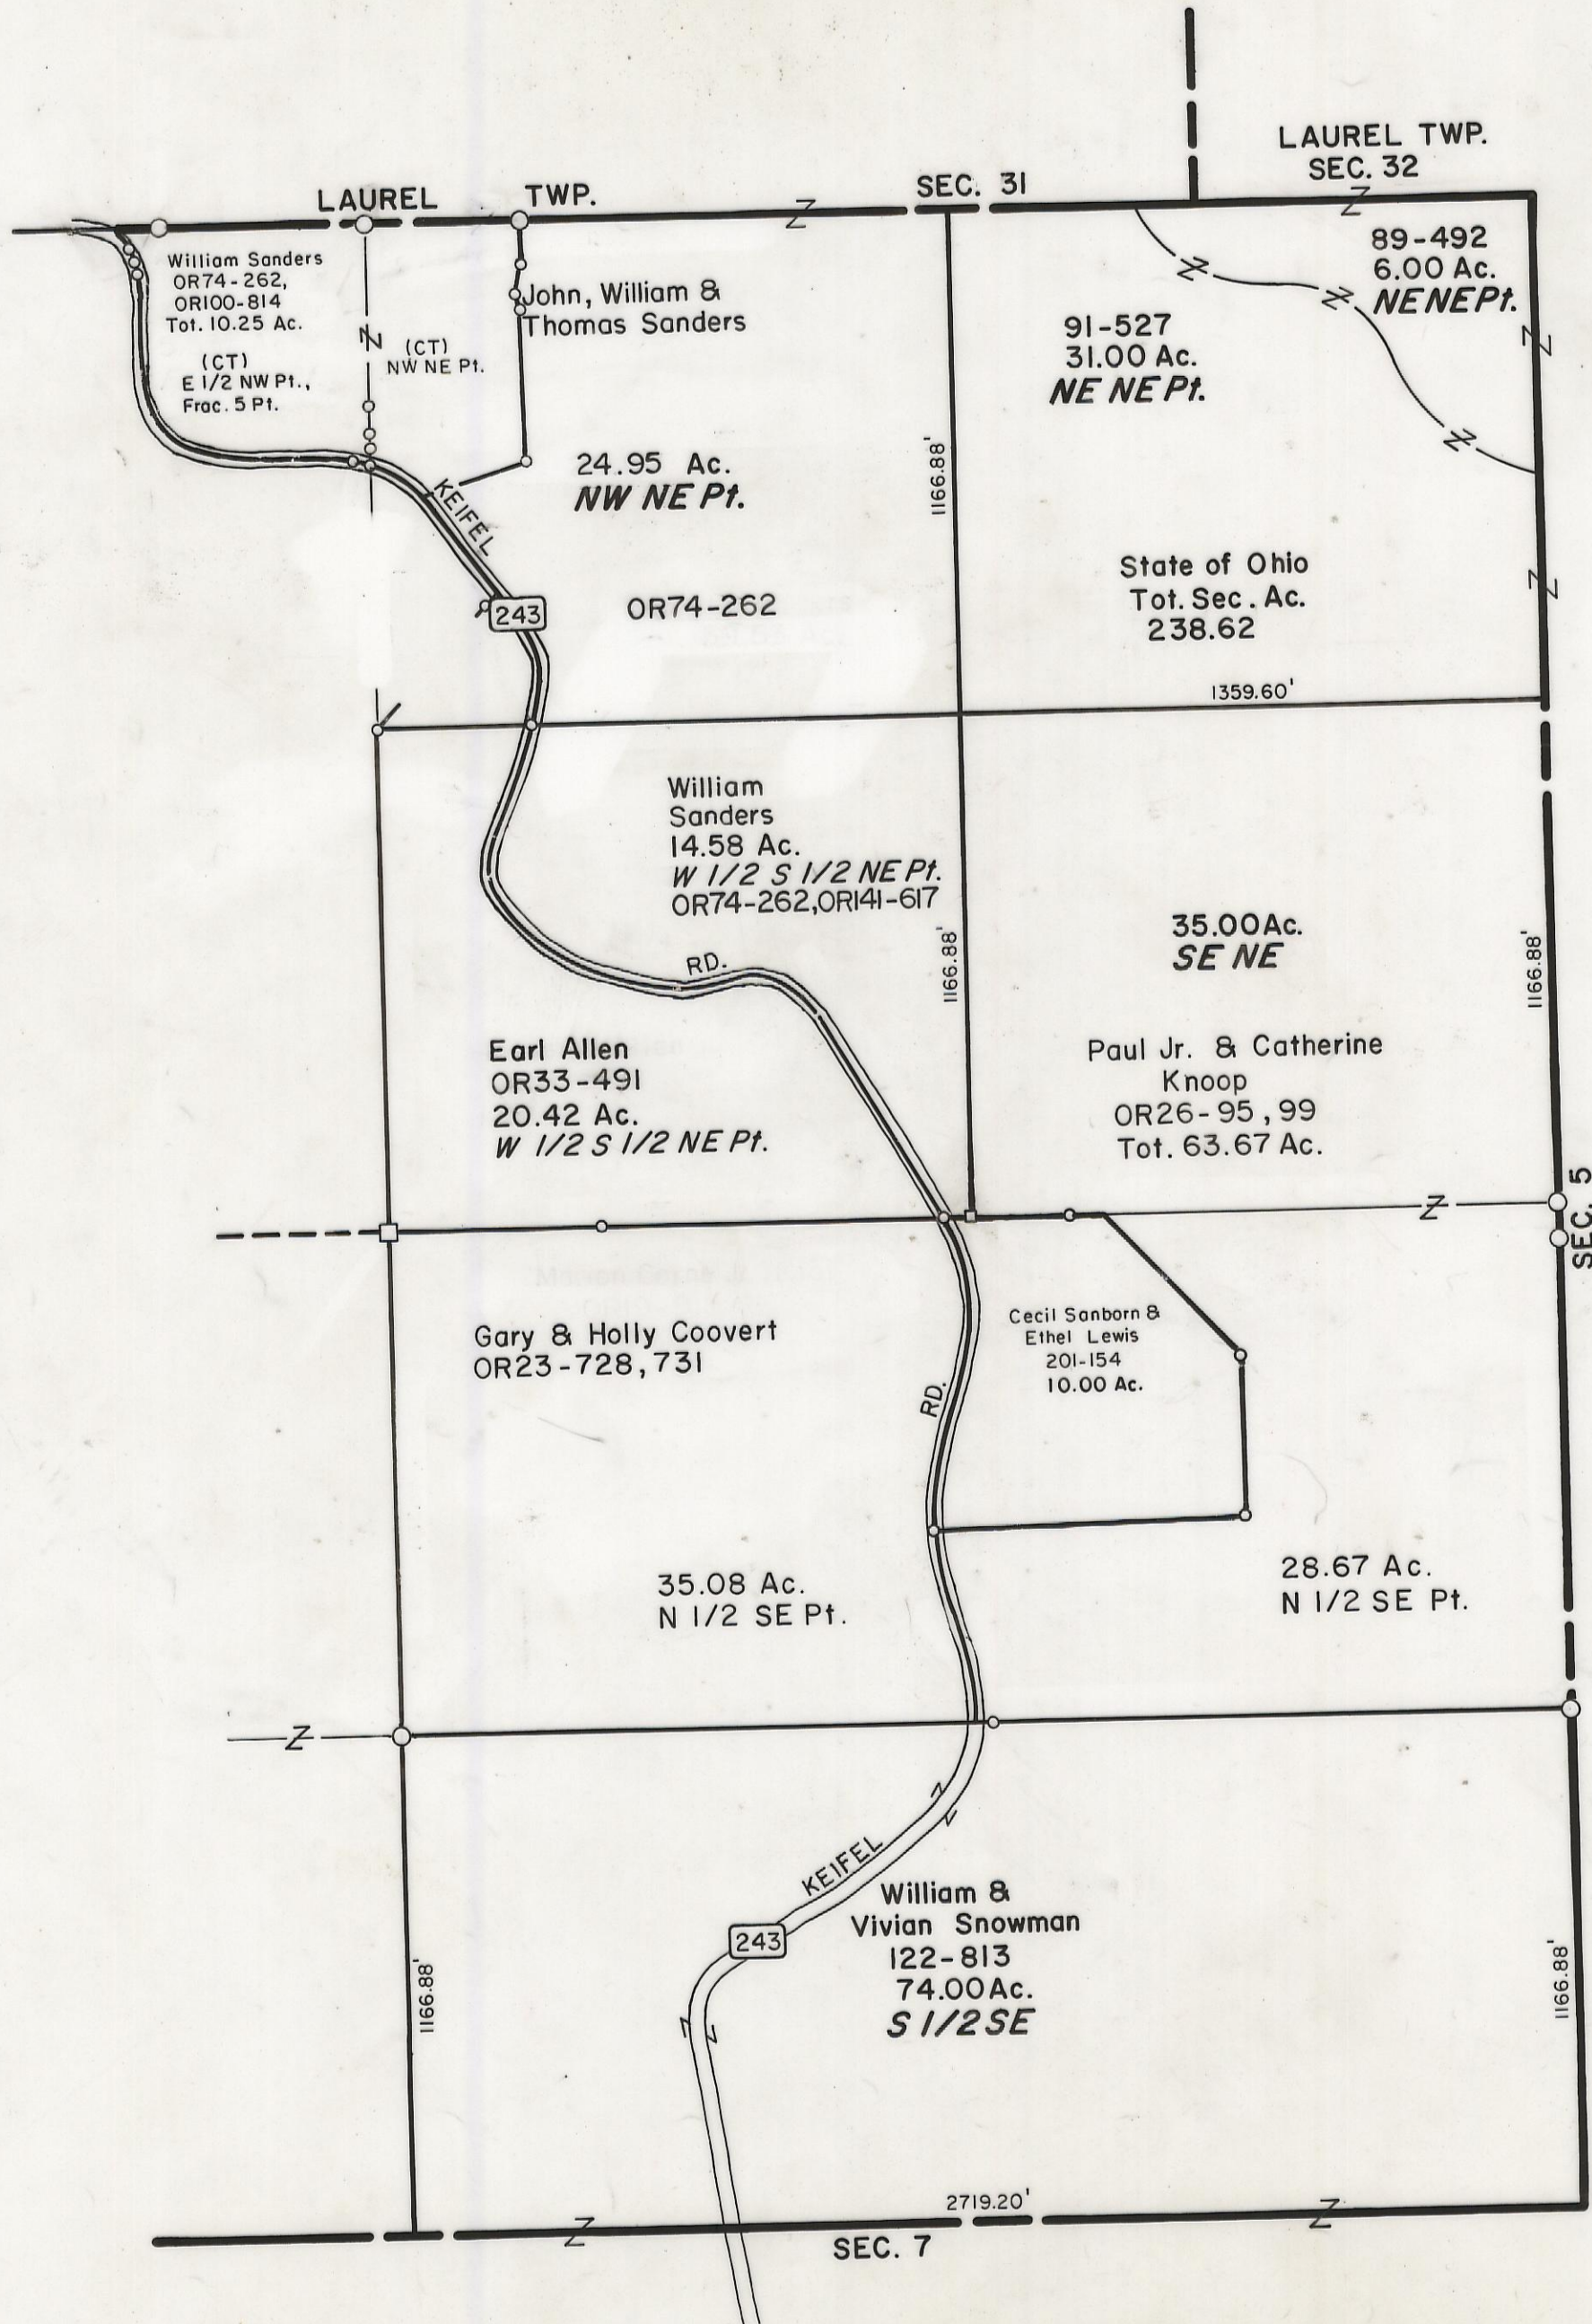 LAUREL TWP.
SEC. 32
LAUREL TWP.
SEC. 31
William Sanders
OR74-262,
OR100-814
Tot. 10.25 Ac.
(CT)
E 1/2 NW Pt.,
Frac. 5 Pt.
(CT)
NW NE Pt.
John, William &
Thomas Sanders
24.95 Ac.
NW NE Pt.
OR74-262
KEIFEL
243
91-527
31.00 Ac.
NE NE Pt.
89-492
6.00 Ac.
NE NE Pt.
1166.88'
State of Ohio
Tot. Sec. Ac.
238.62
1359.60'
William
Sanders
14.58 Ac.
W 1/2 S 1/2 NE Pt.
OR74-262,OR141-617
RD.
1166.88'
35.00 Ac.
SE NE
1166.88'
Earl Allen
OR33-491
20.42 Ac.
W 1/2 S 1/2 NE Pt.
Paul Jr. & Catherine
Knoop
OR26-95,99
Tot. 63.67 Ac.
SEC. 5
Gary & Holly Coovert
OR23-728,731
Cecil Sanborn &
Ethel Lewis
201-154
10.00 Ac.
RD.
35.08 Ac.
N 1/2 SE Pt.
28.67 Ac.
N 1/2 SE Pt.
KEIFEL
243
William &
Vivian Snowman
122-813
74.00 Ac.
S 1/2 SE
1166.88'
1166.88'
2719.20'
SEC. 7